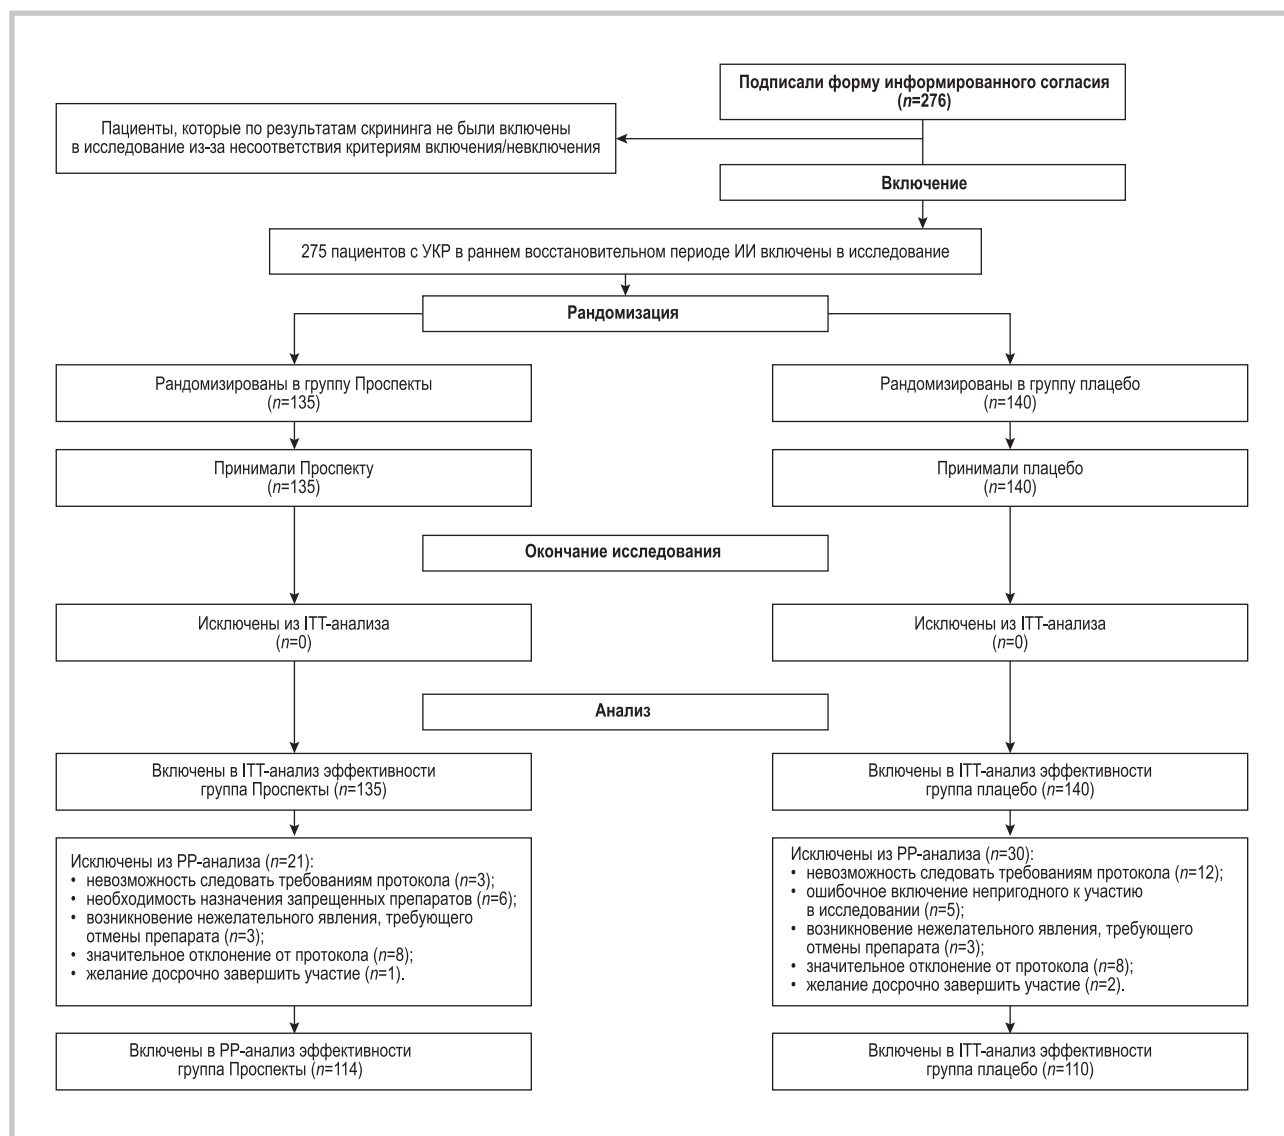 Подписали форму информированного согласия
(n=276)
Пациенты, которые по результатам скрининга не были включены
в исследование из-за несоответствия критериям включения/невключения
Включение
275 пациентов с УКР в раннем восстановительном периоде ИИ включены в исследование
Рандомизация
Рандомизированы в группу Проспекты
(n=135)
Рандомизированы в группу плацебо
(n=140)
Принимали Проспекту
(n=135)
Принимали плацебо
(n=140)
Окончание исследования
Исключены из ITT-анализа
(n=0)
Исключены из ITT-анализа
(n=0)
Анализ
Включены в ITT-анализ эффективности
группа Проспекты (n=135)
Включены в ITT-анализ эффективности
группа плацебо (n=140)
Исключены из PP-анализа (n=21):
• невозможность следовать требованиям протокола (n=3);
• необходимость назначения запрещенных препаратов (n=6);
• возникновение нежелательного явления, требующего
отмены препарата (n=3);
• значительное отклонение от протокола (n=8);
• желание досрочно завершить участие (n=1).
Исключены из PP-анализа (n=30):
• невозможность следовать требованиям протокола (n=12);
• ошибочное включение непригодного к участию
в исследовании (n=5);
• возникновение нежелательного явления, требующего
отмены препарата (n=3);
• значительное отклонение от протокола (n=8);
• желание досрочно завершить участие (n=2).
Включены в PP-анализ эффективности
группа Проспекты (n=114)
Включены в ITT-анализ эффективности
группа плацебо (n=110)